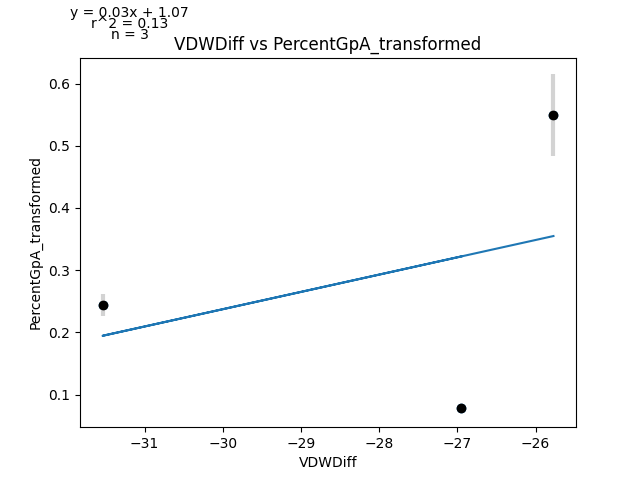 y = 0.03x + 1.07
r^2 = 0.13
n = 3
VDWDiff vs PercentGpA_transformed
PercentGpA_transformed
0.6
0.5
0.4
0.3
0.2
0.1
−31
−30
−29
−28
−27
−26
VDWDiff